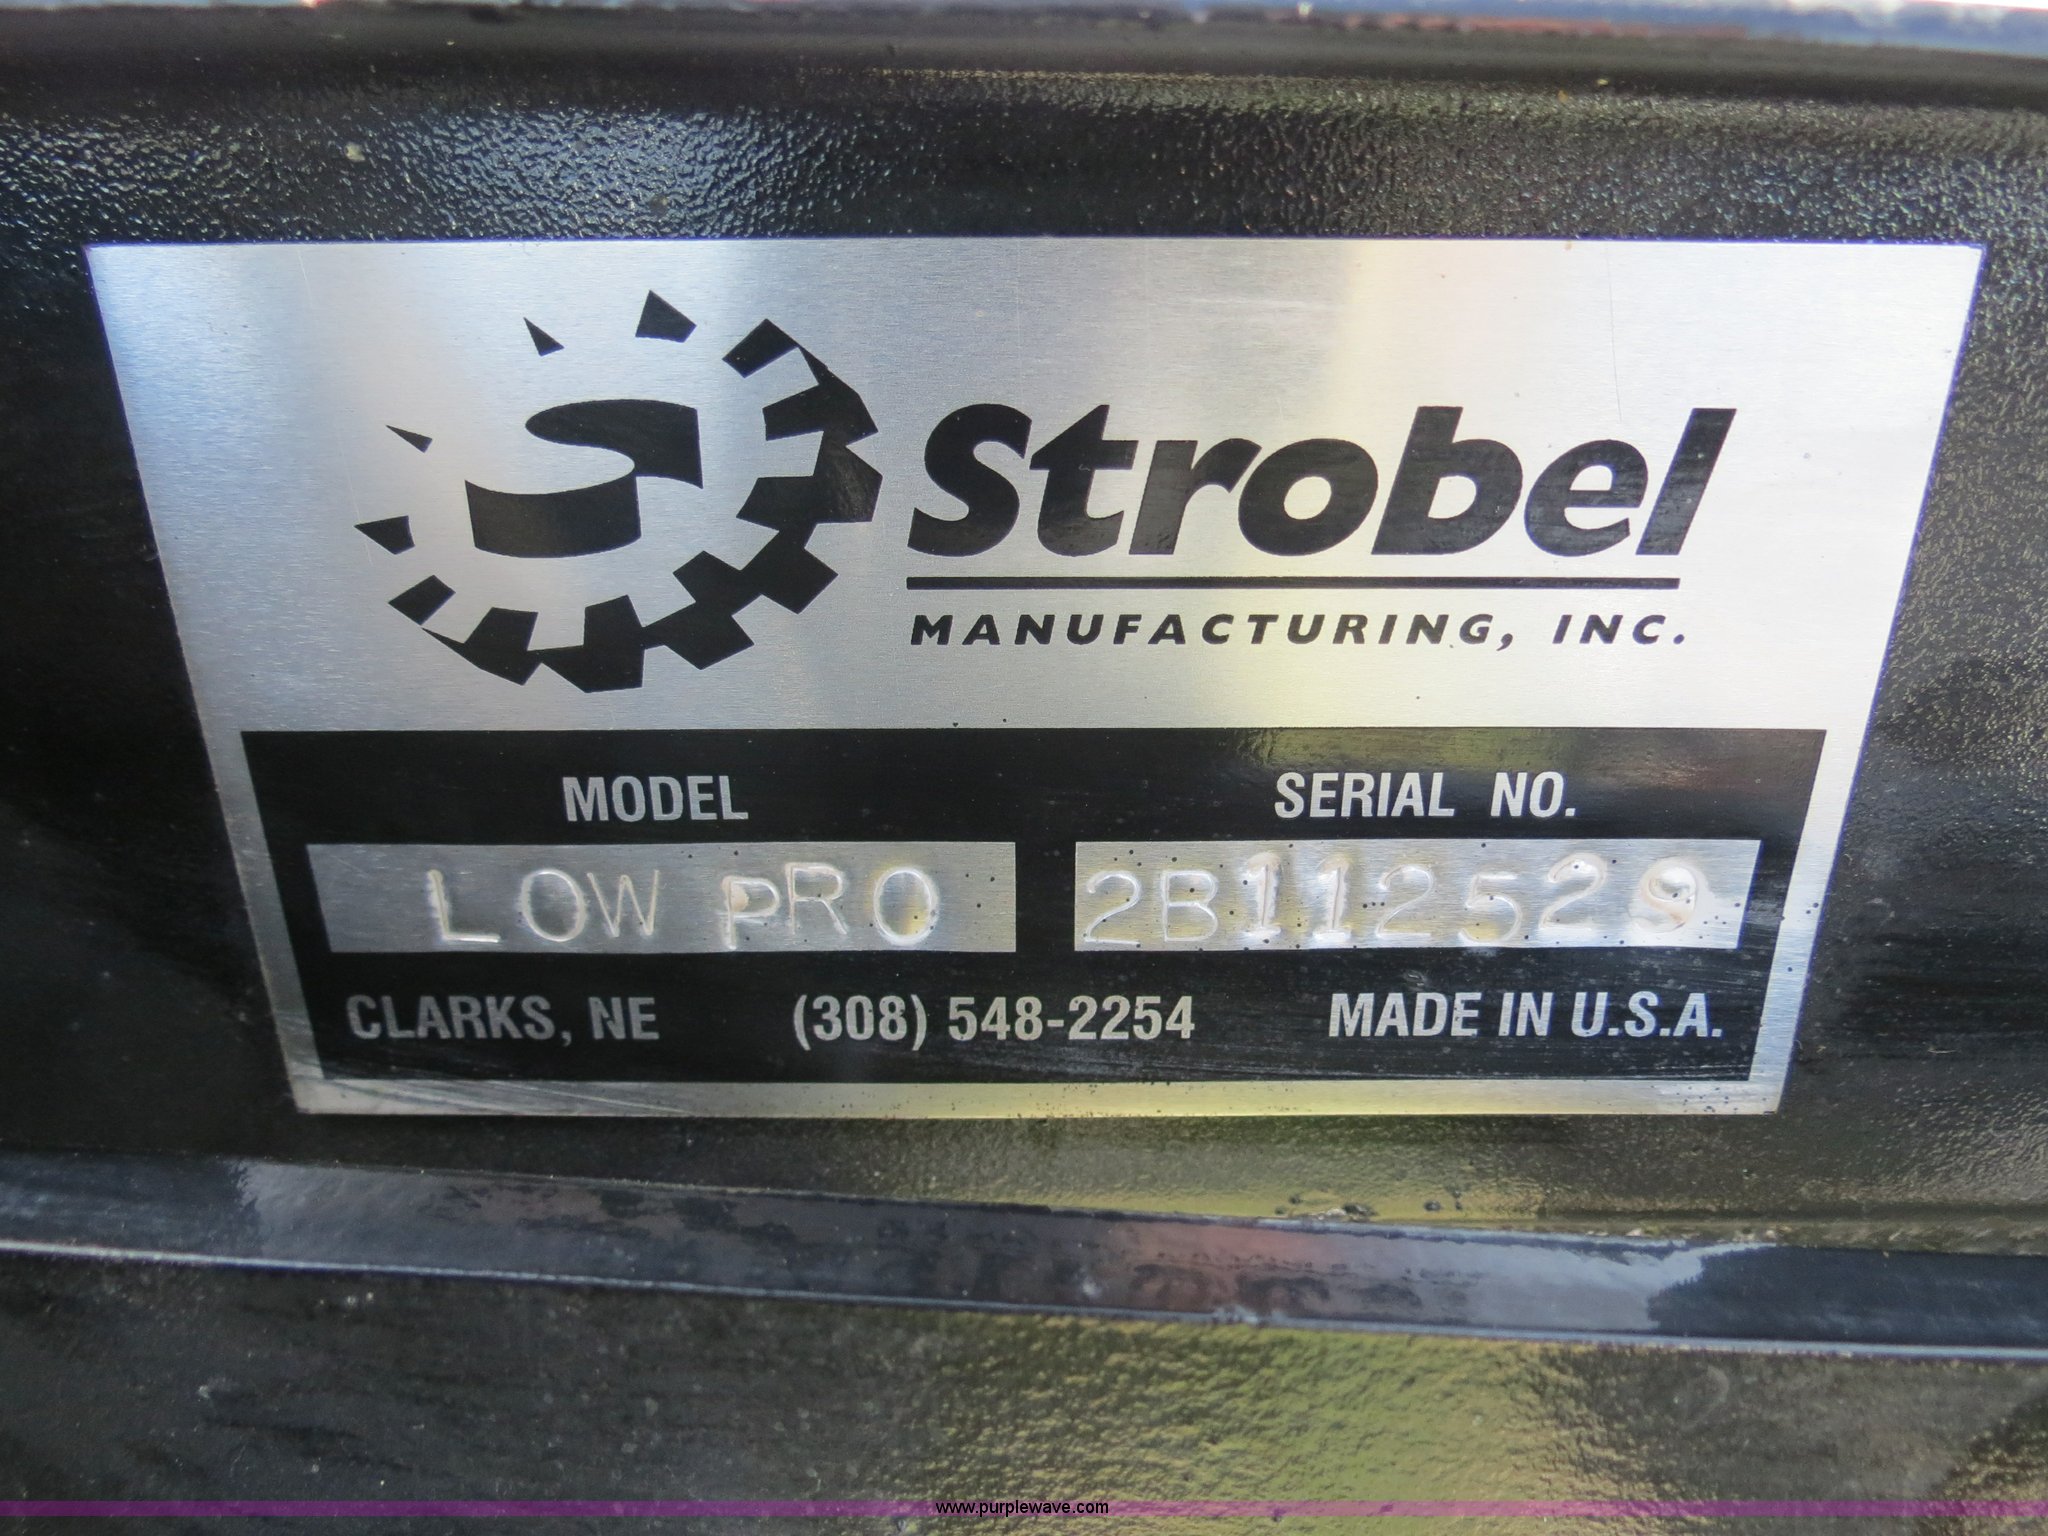 S
Strobel
MANUFACTURING, INC.
MODEL SERIAL NO.
LOW PRO 2B112529
CLARKS, NE (308) 548-2254 MADE IN U.S.A.
www.purplewave.com